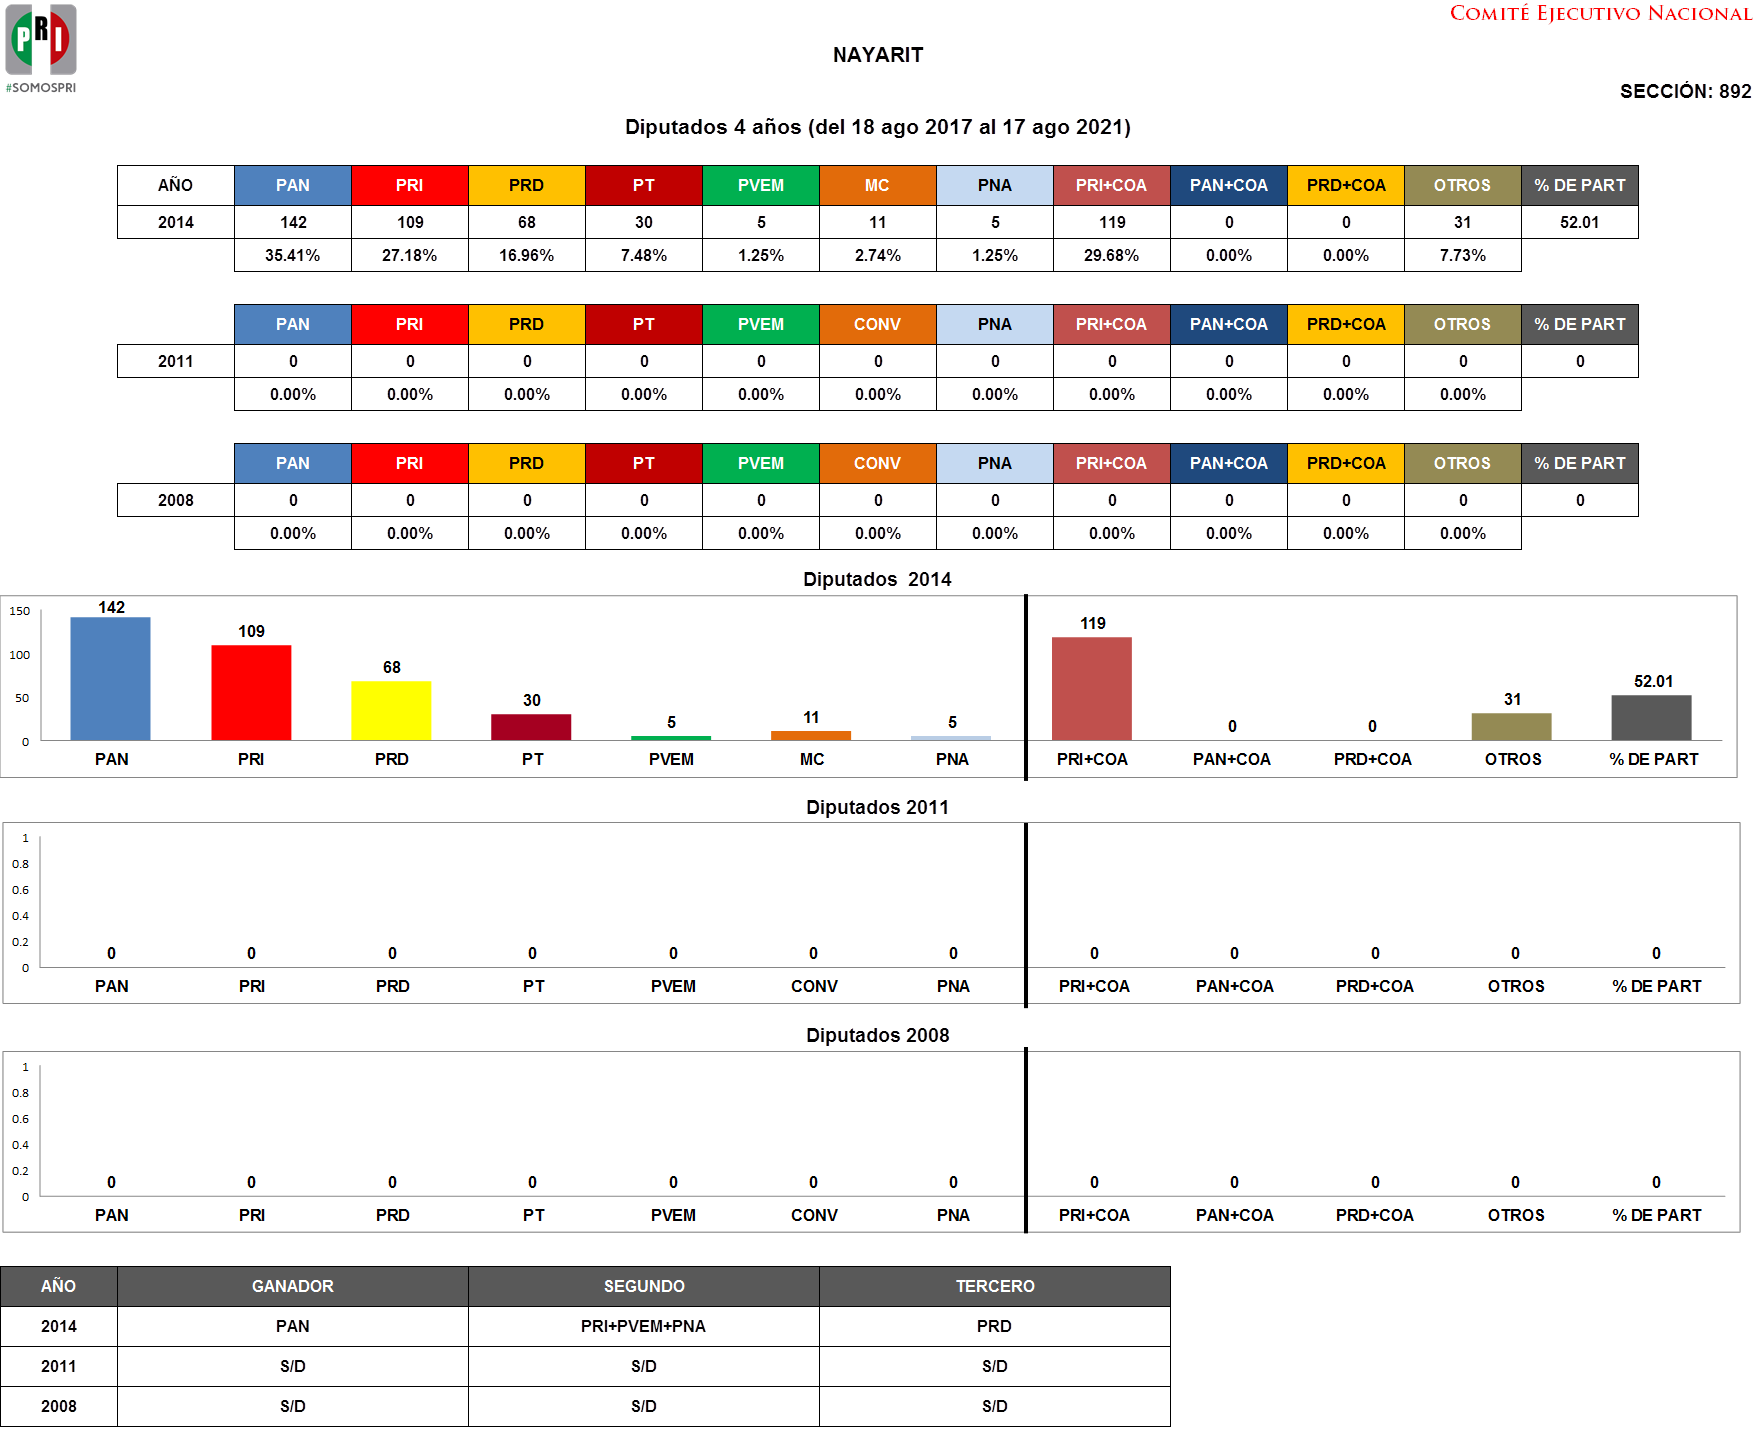 PRI
#SOMOSPRI
COMITÉ EJECUTIVO NACIONAL
NAYARIT
SECCIÓN: 892
Diputados 4 años (del 18 ago 2017 al 17 ago 2021)
AÑO PAN PRI PRD PT PVEM MC PNA PRI+COA PAN+COA PRD+COA OTROS % DE PART
2014 142 109 68 30 5 11 5 119 0 0 31 52.01
35.41% 27.18% 16.96% 7.48% 1.25% 2.74% 1.25% 29.68% 0.00% 0.00% 7.73%
PAN PRI PRD PT PVEM CONV PNA PRI+COA PAN+COA PRD+COA OTROS % DE PART
2011 0 0 0 0 0 0 0 0 0 0 0 0
0.00% 0.00% 0.00% 0.00% 0.00% 0.00% 0.00% 0.00% 0.00% 0.00% 0.00%
PAN PRI PRD PT PVEM CONV PNA PRI+COA PAN+COA PRD+COA OTROS % DE PART
2008 0 0 0 0 0 0 0 0 0 0 0 0
0.00% 0.00% 0.00% 0.00% 0.00% 0.00% 0.00% 0.00% 0.00% 0.00% 0.00%
Diputados 2014
150
100
50
0
142 109 68 30 5 11 5 119 0 0 31 52.01
PAN PRI PRD PT PVEM MC PNA PRI+COA PAN+COA PRD+COA OTROS % DE PART
Diputados 2011
1
0.8
0.6
0.4
0.2
0
0 0 0 0 0 0 0 0 0 0 0 0
PAN PRI PRD PT PVEM CONV PNA PRI+COA PAN+COA PRD+COA OTROS % DE PART
Diputados 2008
1
0.8
0.6
0.4
0.2
0
0 0 0 0 0 0 0 0 0 0 0 0
PAN PRI PRD PT PVEM CONV PNA PRI+COA PAN+COA PRD+COA OTROS % DE PART
AÑO GANADOR SEGUNDO TERCERO
2014 PAN PRI+PVEM+PNA PRD
2011 S/D S/D S/D
2008 S/D S/D S/D